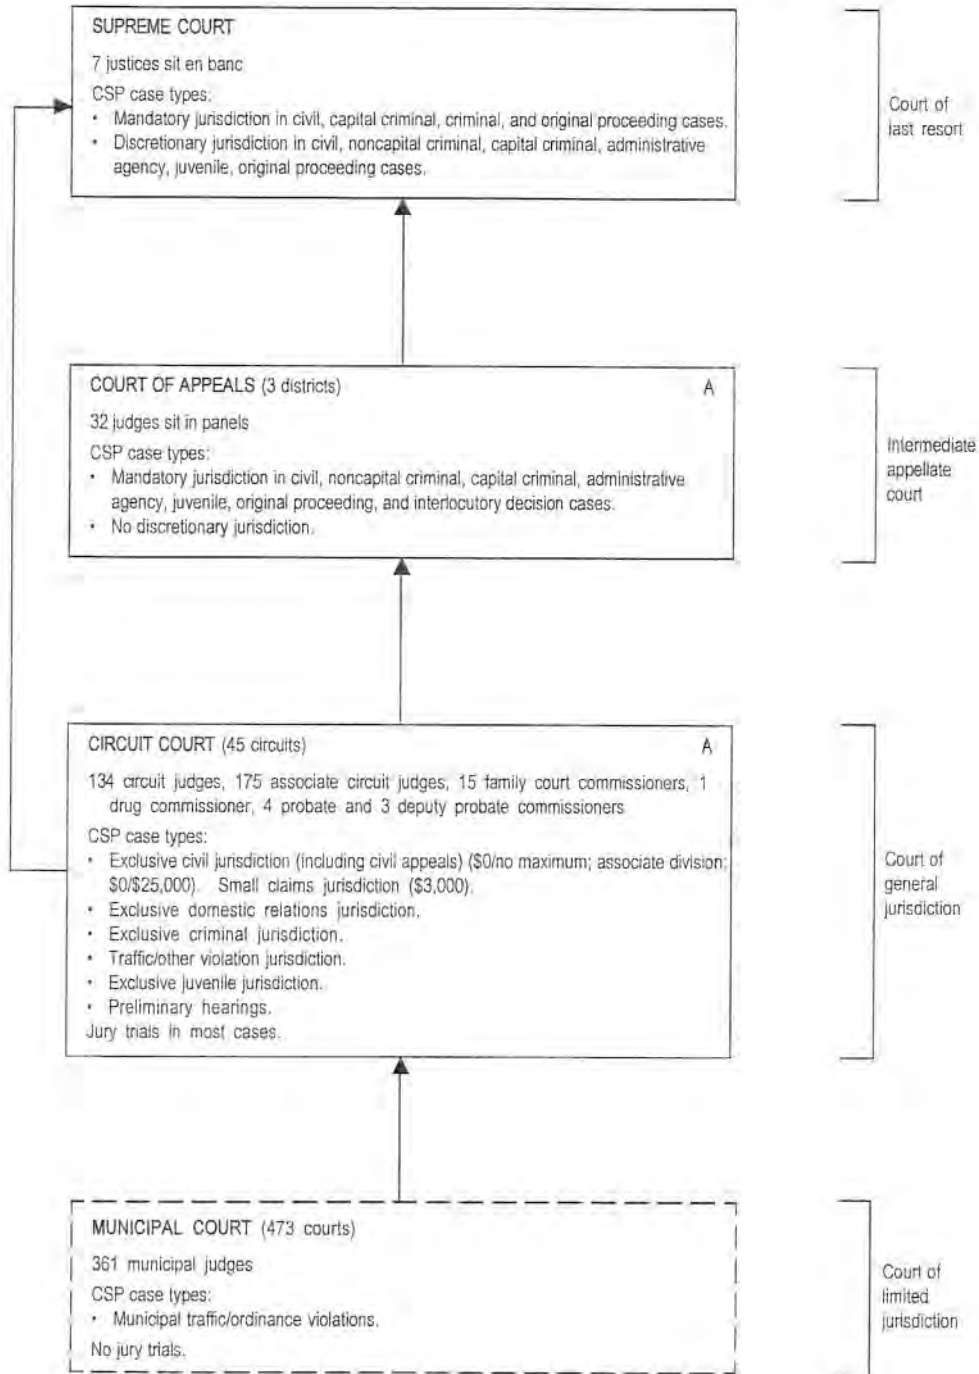 SUPREME COURT
7 justices sit en banc
CSP case types:
• Mandatory jurisdiction in civil, capital criminal, criminal, and original proceeding cases.
• Discretionary jurisdiction in civil, noncapital criminal, capital criminal, administrative
agency, juvenile, original proceeding cases.
Court of
last resort
COURT OF APPEALS (3 districts) A
32 judges sit in panels
CSP case types:
• Mandatory jurisdiction in civil, noncapital criminal, capital criminal, administrative
agency, juvenile, original proceeding, and interlocutory decision cases.
• No discretionary jurisdiction.
Intermediate
appellate
court
CIRCUIT COURT (45 circuits) A
134 circuit judges, 175 associate circuit judges, 15 family court commissioners, 1
drug commissioner, 4 probate and 3 deputy probate commissioners
CSP case types:
• Exclusive civil jurisdiction (including civil appeals) ($0/no maximum; associate division:
$0/$25,000). Small claims jurisdiction ($3,000).
• Exclusive domestic relations jurisdiction.
• Exclusive criminal jurisdiction.
• Traffic/other violation jurisdiction.
• Exclusive juvenile jurisdiction.
• Preliminary hearings.
Jury trials in most cases.
Court of
general
jurisdiction
MUNICIPAL COURT (473 courts)
361 municipal judges
CSP case types:
• Municipal traffic/ordinance violations.
No jury trials.
Court of
limited
jurisdiction